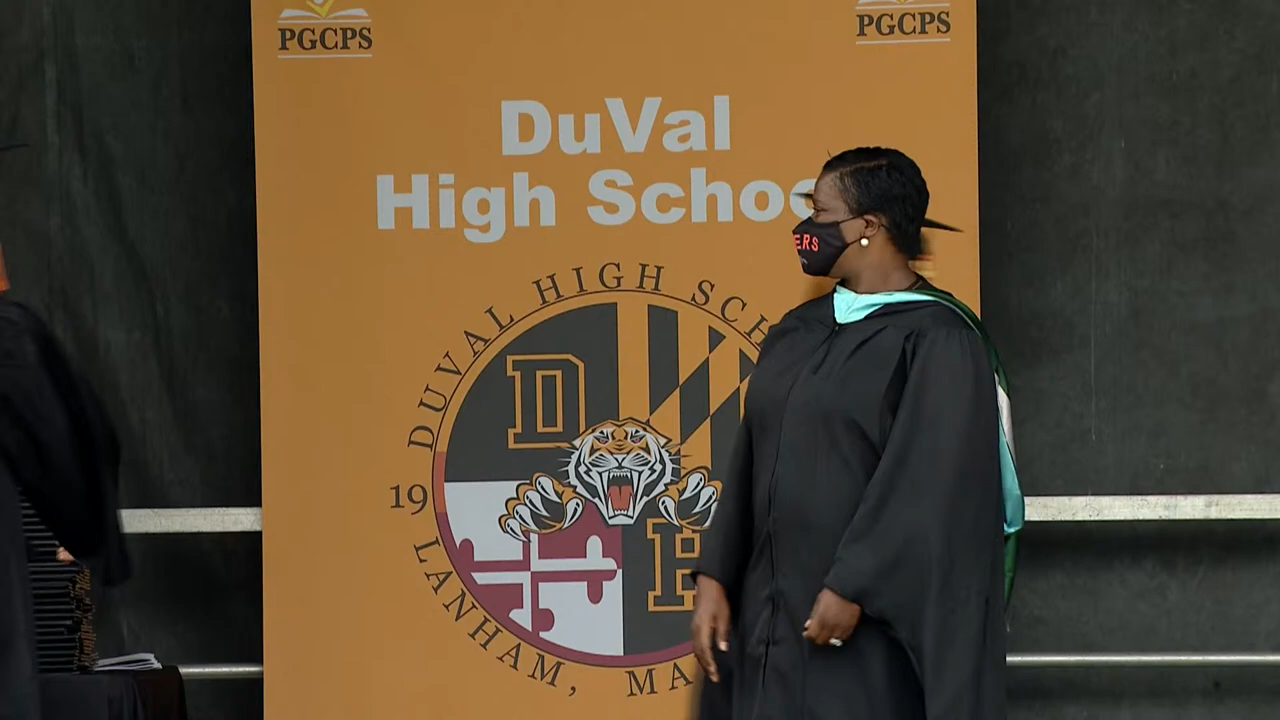 PGCPS
PGCPS
DuVal
High Schoo
DUVAL HIGH SCH
D
19
H
LANHAM, MA
ERS